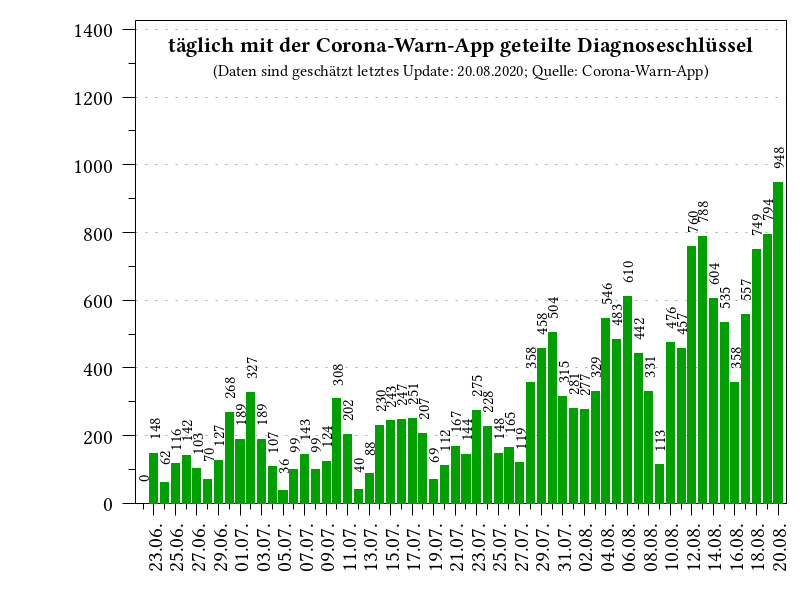 täglich mit der Corona-Warn-App geteilte Diagnoseschlüssel
(Daten sind geschätzt letztes Update: 20.08.2020; Quelle: Corona-Warn-App)
1400
1200
1000
800
600
400
200
0
0 148 62 116 142 103 70 127 268 189 327 189 107 36 99 143 99 124 308 202 40 88 230 243 247 251 207 69 112 167 144 275 228 148 165 119 358 458 504 315 281 277 329 546 483 610 442 331 113 476 457 760 788 604 535 358 557 749 794 948
23.06. 25.06. 27.06. 29.06. 01.07. 03.07. 05.07. 07.07. 09.07. 11.07. 13.07. 15.07. 17.07. 19.07. 21.07. 23.07. 25.07. 27.07. 29.07. 31.07. 02.08. 04.08. 06.08. 08.08. 10.08. 12.08. 14.08. 16.08. 18.08. 20.08.